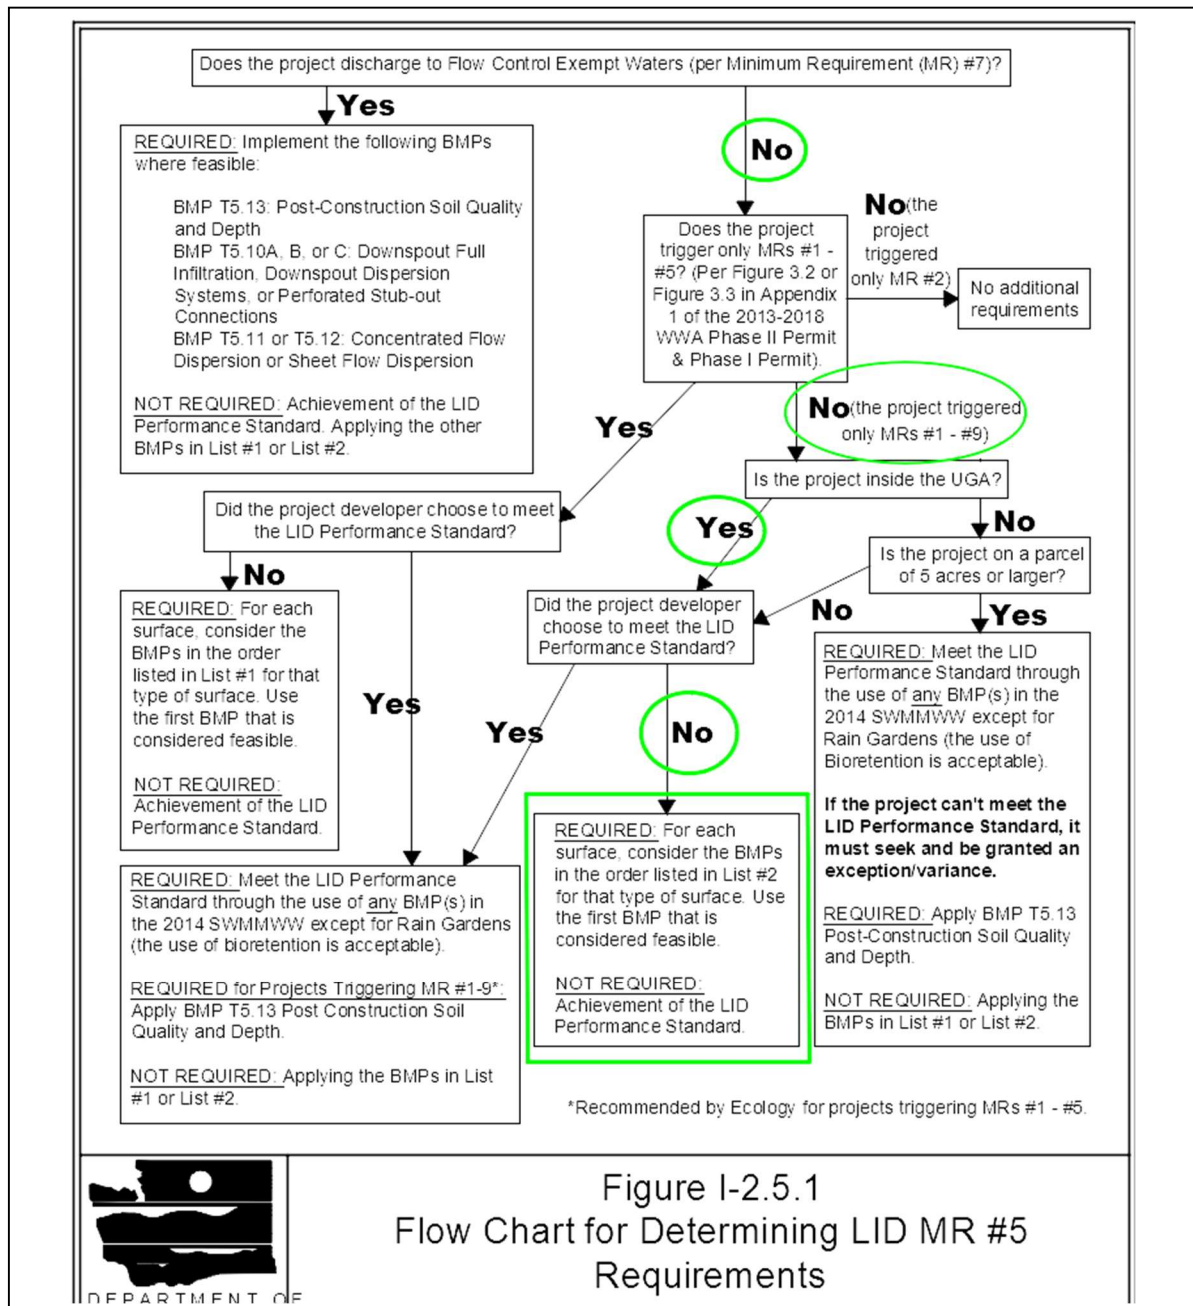 Does the project discharge to Flow Control Exempt Waters (per Minimum Requirement (MR) #7)?
Yes
No
REQUIRED: Implement the following BMPs
where feasible:
BMP T5.13: Post-Construction Soil Quality
and Depth
BMP T5.10A, B, or C: Downspout Full
Infiltration, Downspout Dispersion
Systems, or Perforated Stub-out
Connections
BMP T5.11 or T5.12: Concentrated Flow
Dispersion or Sheet Flow Dispersion
NOT REQUIRED: Achievement of the LID
Performance Standard. Applying the other
BMPs in List #1 or List #2.
Does the project
trigger only MRs #1 -
#5? (Per Figure 3.2 or
Figure 3.3 in Appendix
1 of the 2013-2018
WWA Phase II Permit
& Phase I Permit).
No (the
project
triggered
only MR #2)
No additional
requirements
Yes
No (the project triggered
only MRs #1 - #9)
Is the project inside the UGA?
Yes
No
Did the project developer choose to meet
the LID Performance Standard?
Is the project on a parcel
of 5 acres or larger?
No
Yes
No
Yes
Did the project developer
choose to meet the LID
Performance Standard?
REQUIRED: For each
surface, consider the
BMPs in the order
listed in List #1 for that
type of surface. Use
the first BMP that is
considered feasible.
NOT REQUIRED:
Achievement of the LID
Performance Standard.
Yes
No
REQUIRED: Meet the LID
Performance Standard through
the use of any BMP(s) in the
2014 SWMMWW except for
Rain Gardens (the use of
Bioretention is acceptable).
If the project can't meet the
LID Performance Standard, it
must seek and be granted an
exception/variance.
REQUIRED: Apply BMP T5.13
Post-Construction Soil Quality
and Depth.
NOT REQUIRED: Applying the
BMPs in List #1 or List #2.
REQUIRED: For each
surface, consider the BMPs
in the order listed in List #2
for that type of surface. Use
the first BMP that is
considered feasible.
NOT REQUIRED:
Achievement of the LID
Performance Standard.
REQUIRED: Meet the LID Performance
Standard through the use of any BMP(s) in
the 2014 SWMMWW except for Rain Gardens
(the use of bioretention is acceptable).
REQUIRED for Projects Triggering MR #1-9*:
Apply BMP T5.13 Post Construction Soil
Quality and Depth.
NOT REQUIRED: Applying the BMPs in List
#1 or List #2.
*Recommended by Ecology for projects triggering MRs #1 - #5.
Figure I-2.5.1
Flow Chart for Determining LID MR #5
Requirements
DEPARTMENT OF